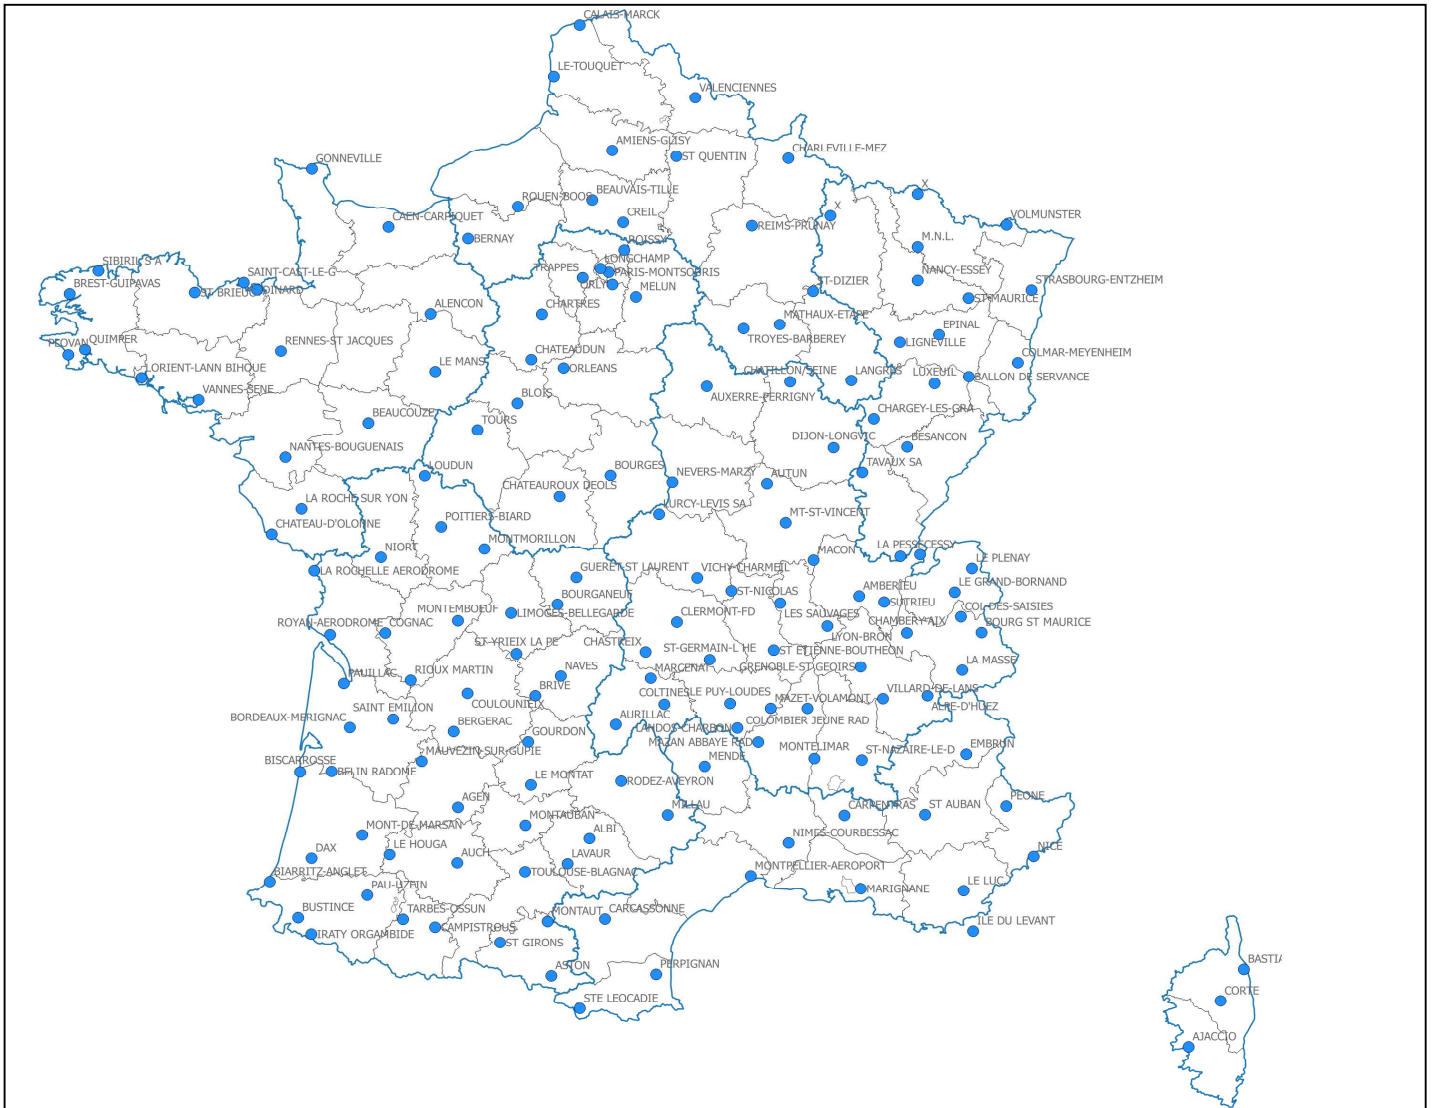 CALAIS-MARCK
LE-TOUQUET
VALENCIENNES
AMIENS-GLISY
ST QUENTIN
CHARLEVILLE-MEZ
GONNEVILLE
BEAUVAIS-TILLE
ROUEN-BOOS
X
X
CAEN-CARPIQUET
CREIL
REIMS-PRUNAY
VOLMUNSTER
BERNAY
ROISSY
M.N.L.
SIBIRIL S A
LONGCHAMP
TRAPPES
PARIS-MONTSOURIS
NANCY-ESSEY
SAINT-CAST-LE-G
BREST-GUIPAVAS
ST BRIEUC
DINARD
ORLY
MELUN
ST-DIZIER
STRASBOURG-ENTZHEIM
ST-MAURICE
ALENCON
CHARTRES
MATHAUX-ETAPE
TROYES-BARBEREY
EPINAL
LIGNEVILLE
QUIMPER
RENNES-ST JACQUES
CHATEAUDUN
COLMAR-MEYENHEIM
LORIENT-LANN BIHOUE
LE MANS
ORLEANS
CHATILLON/SEINE
LANGRES
LUXEUIL
BALLON DE SERVANCE
VANNES-SENE
BLOIS
AUXERRE-PERRIGNY
BEAUCOUZE
TOURS
CHARGEY-LES-GRA
NANTES-BOUGUENAIS
DIJON-LONGVIC
BESANCON
LOUDUN
BOURGES
NEVERS-MARZY
AUTUN
TAVAUX SA
CHATEAUROUX DEOLS
LA ROCHE SUR YON
LURCY-LEVIS SA
CHATEAU-D'OLONNE
POITIERS-BIARD
MT-ST-VINCENT
MONTMORILLON
NIORT
MACON
LA PESSE
CESSY
LA ROCHELLE AERODROME
GUERET-ST LAURENT
VICHY-CHARMEIL
LE PLENAY
BOURGANEUF
ST-NICOLAS
AMBERIEU
LE GRAND-BORNAND
MONTEMBOEUF
LIMOGES-BELLEGARDE
CLERMONT-FD
LES SAUVAGES
SUTRIEU
COL-DES-SAISIES
ROYAN-AERODROME
COGNAC
CHAMBERY-AIX
BOURG ST MAURICE
LYON-BRON
ST-YRIEIX LA PE
CHASTREIX
ST-GERMAIN-L HE
ST ETIENNE-BOUTHEON
NAVES
MARCENAT
GRENOBLE-ST GEOIRS
LA MASSE
PAUILLAC
RIOUX MARTIN
BRIVE
COULOUNIEIX
COLTINES
LE PUY-LOUDES
MAZET-VOLAMONT
VILLARD-DE-LANS
ALPE-D'HUEZ
SAINT EMILION
BORDEAUX-MERIGNAC
BERGERAC
AURILLAC
LANDOS-CHARBON
COLOMBIER JEUNE RAD
GOURDON
MAZAN ABBAYE RAD
MAUVEZIN-SUR-GUPIE
MONTELIMAR
ST-NAZAIRE-LE-D
EMBRUN
BISCARROSSE
BELIN RADOME
MENDE
LE MONTAT
RODEZ-AVEYRON
AGEN
MILLAU
CARPENTRAS
ST AUBAN
PEONE
MONTAUBAN
MONT-DE-MARSAN
ALBI
NIMES-COURBESSAC
DAX
LE HOUGA
AUCH
LAVAUR
NICE
BIARRITZ-ANGLET
TOULOUSE-BLAGNAC
MONTPELLIER-AEROPORT
MARIGNANE
LE LUC
PAU-UZEIN
BUSTINCE
TARBES-OSSUN
MONTAUT
CARCASSONNE
IRATY ORGAMBIDE
CAMPISTROUS
ST GIRONS
ILE DU LEVANT
ASTON
PERPIGNAN
BASTIA
STE LEOCADIE
CORTE
AJACCIO